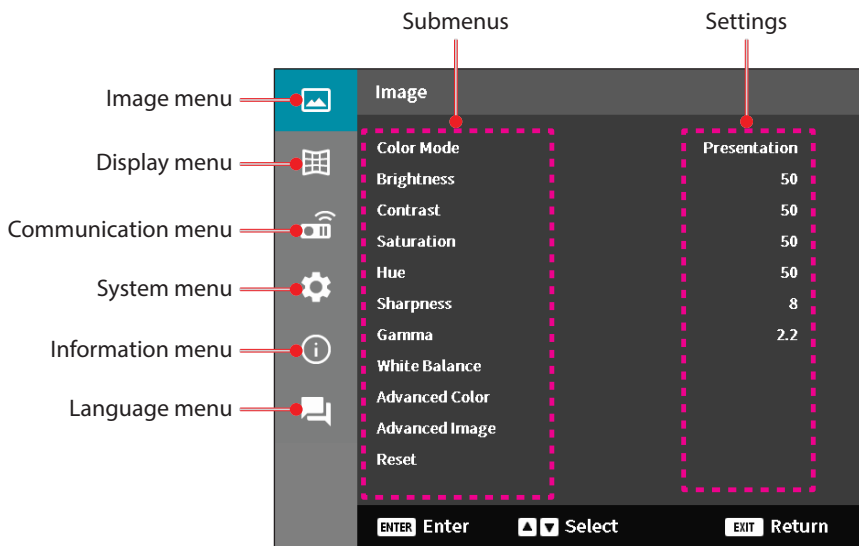 Submenus Settings
Image menu Image
Color Mode Presentation
Display menu
Brightness 50
Contrast 50
Communication menu
Saturation 50
Hue 50
System menu
Sharpness 8
Gamma 2.2
Information menu
White Balance
Advanced Color
Language menu
Advanced Image
Reset
ENTER Enter Select EXIT Return